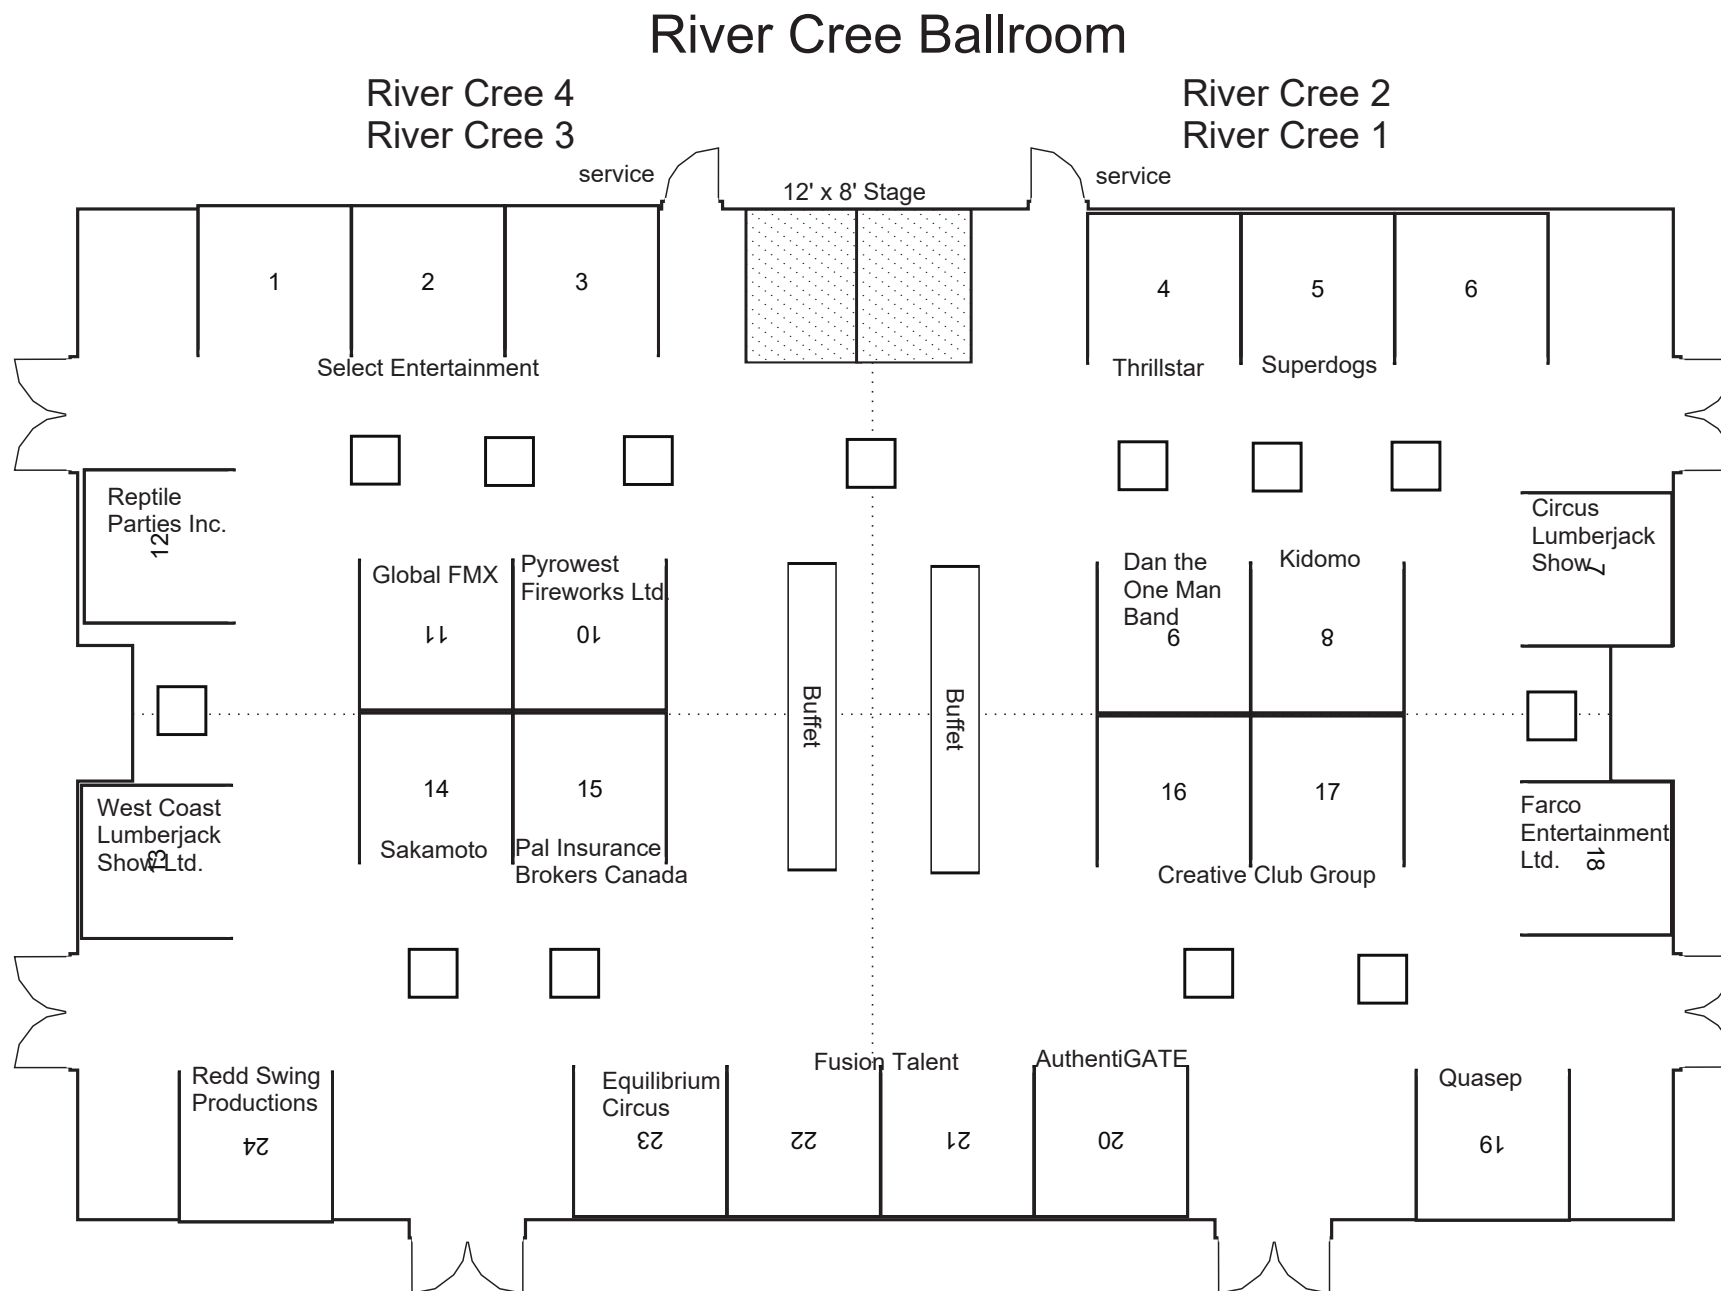 River Cree Ballroom
River Cree 4
River Cree 3
River Cree 2
River Cree 1
service
12' x 8' Stage
service
1
2
3
4
5
6
Select Entertainment
Thrillstar
Superdogs
Reptile
Parties Inc.
12
Global FMX
11
Pyrowest
Fireworks Ltd.
10
Dan the
One Man
Band
9
Kidomo
8
Circus
Lumberjack
Show
7
Buffet
Buffet
West Coast
Lumberjack
Show Ltd.
13
14
Sakamoto
15
Pal Insurance
Brokers Canada
16
17
Creative Club Group
Farco
Entertainment
Ltd.
18
Redd Swing
Productions
24
Equilibrium
Circus
23
Fusion Talent
22
21
AuthentiGATE
20
Quasep
19